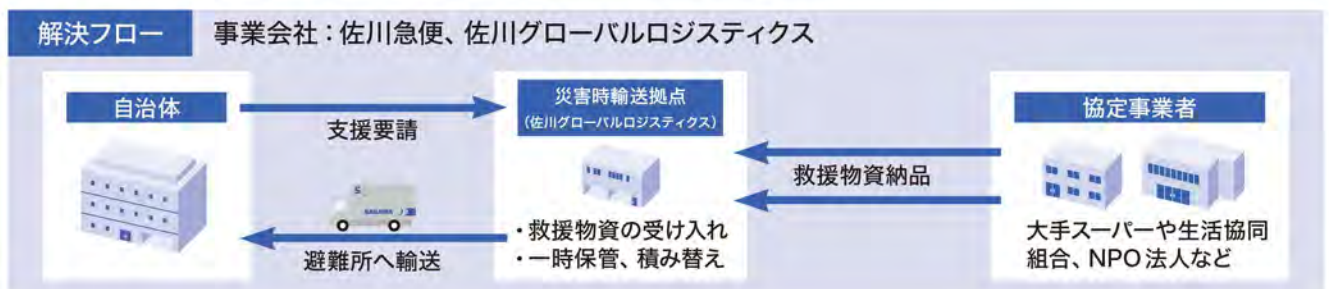 解決フロー
事業会社：佐川急便、佐川グローバルロジスティクス
自治体
支援要請
避難所へ輸送
SAGAWA
災害時輸送拠点
（佐川グローバルロジスティクス）
・救援物資の受け入れ
・一時保管、積み替え
救援物資納品
協定事業者
大手スーパーや生活協同
組合、NPO法人など